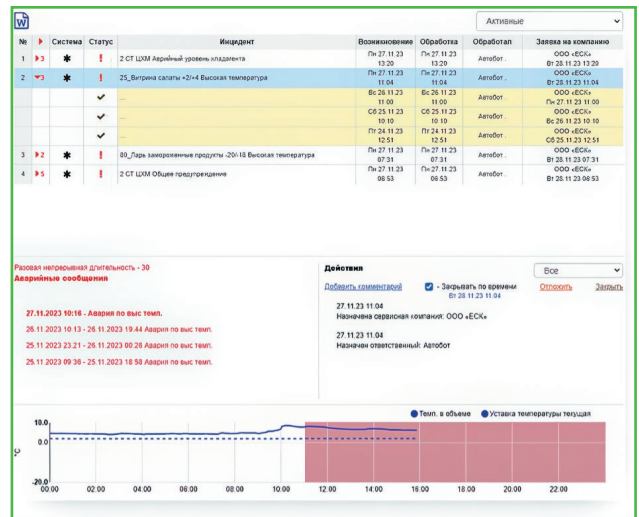 W
Активные
№ Система Статус Инцидент Возникновение Обработка Обработал Заявка на компанию
1 3 2 СТ ЦХМ Аврийный уровень хладагента Пн 27.11.23 13:20 Пн 27.11.23 13:20 Автобот . ООО «ЕСК» Вт 28.11.23 13:20
2 3 25_Витрина салаты +2/+4 Высокая температура Пн 27.11.23 11:04 Пн 27.11.23 11:04 Автобот . ООО «ЕСК» Вт 28.11.23 11:04
... Вс 26.11.23 11:00 Вс 26.11.23 11:00 Автобот . ООО «ЕСК» Пн 27.11.23 11:00
... Сб 25.11.23 10:10 Сб 25.11.23 10:10 Автобот . ООО «ЕСК» Вс 26.11.23 10:10
... Пт 24.11.23 12:51 Пт 24.11.23 12:51 Автобот . ООО «ЕСК» Сб 25.11.23 12:51
3 2 80_Ларь замороженные продукты -20/-18 Высокая температура Пн 27.11.23 07:31 Пн 27.11.23 07:31 Автобот . ООО «ЕСК» Вт 28.11.23 07:31
4 5 2 СТ ЦХМ Общее предупреждение Пн 27.11.23 06:53 Пн 27.11.23 06:53 Автобот . ООО «ЕСК» Вт 28.11.23 06:53
Разовая непрерывная длительность - 30
Аварийные сообщения
27.11.2023 10:16 - Авария по выс темп.
26.11.2023 10:13 - 26.11.2023 19:44 Авария по выс темп.
25.11.2023 23:21 - 26.11.2023 00:26 Авария по выс темп.
25.11.2023 09:36 - 25.11.2023 18:58 Авария по выс темп.
Действия
Все
Добавить комментарий - Закрывать по времени Отложить Закрыть
Вт 28.11.23 11:04
27.11.23 11:04
Назначена сервисная компания: ООО «ЕСК»
27.11.23 11:04
Назначен ответственный: Автобот
Темп. в объеме Уставка температуры текущая
10.0
0.0
°C
-20.0
00:00 02:00 04:00 06:00 08:00 10:00 12:00 14:00 16:00 18:00 20:00 22:00